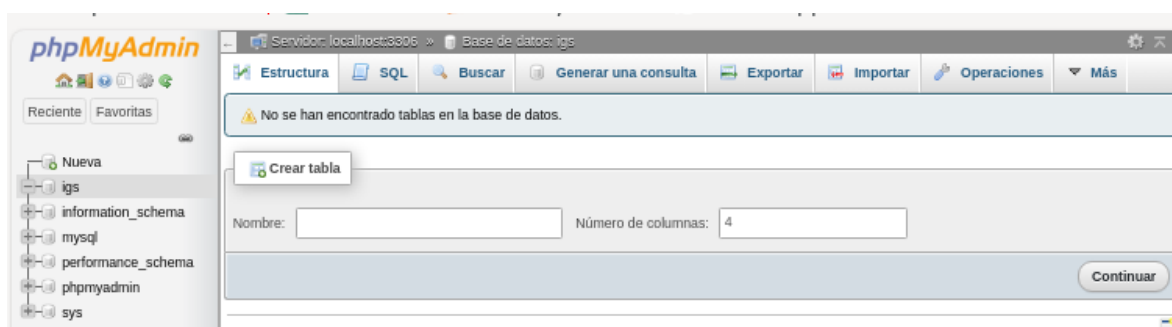 phpMyAdmin
Servidor: localhost:3306 » Base de datos: igs
Estructura SQL Buscar Generar una consulta Exportar Importar Operaciones Más
Reciente Favoritas
No se han encontrado tablas en la base de datos.
Nueva
igs
information_schema
mysql
performance_schema
phpmyadmin
sys
Crear tabla
Nombre: Número de columnas: 4
Continuar